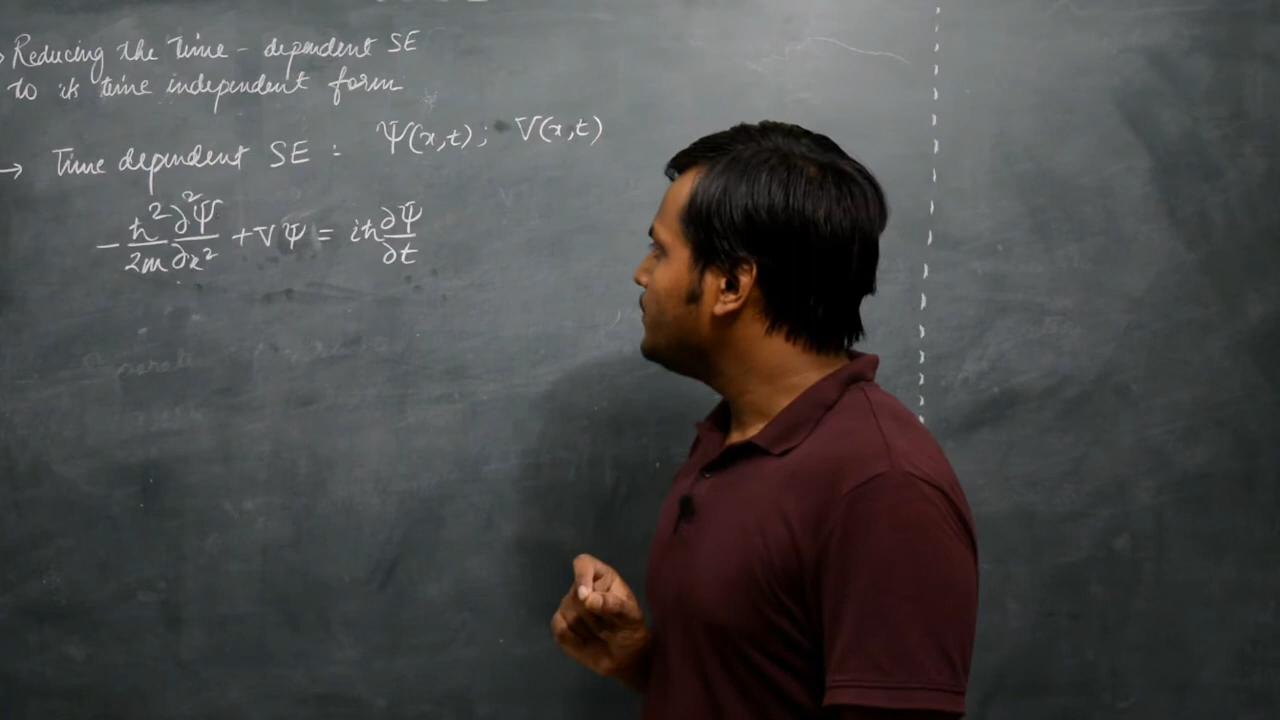 Reducing the Time - dependent SE
to its time independent form
→ Time dependent SE : Ψ(x,t); V(x,t)
-ħ²/2m ∂²Ψ/∂x² + VΨ = iħ ∂Ψ/∂t